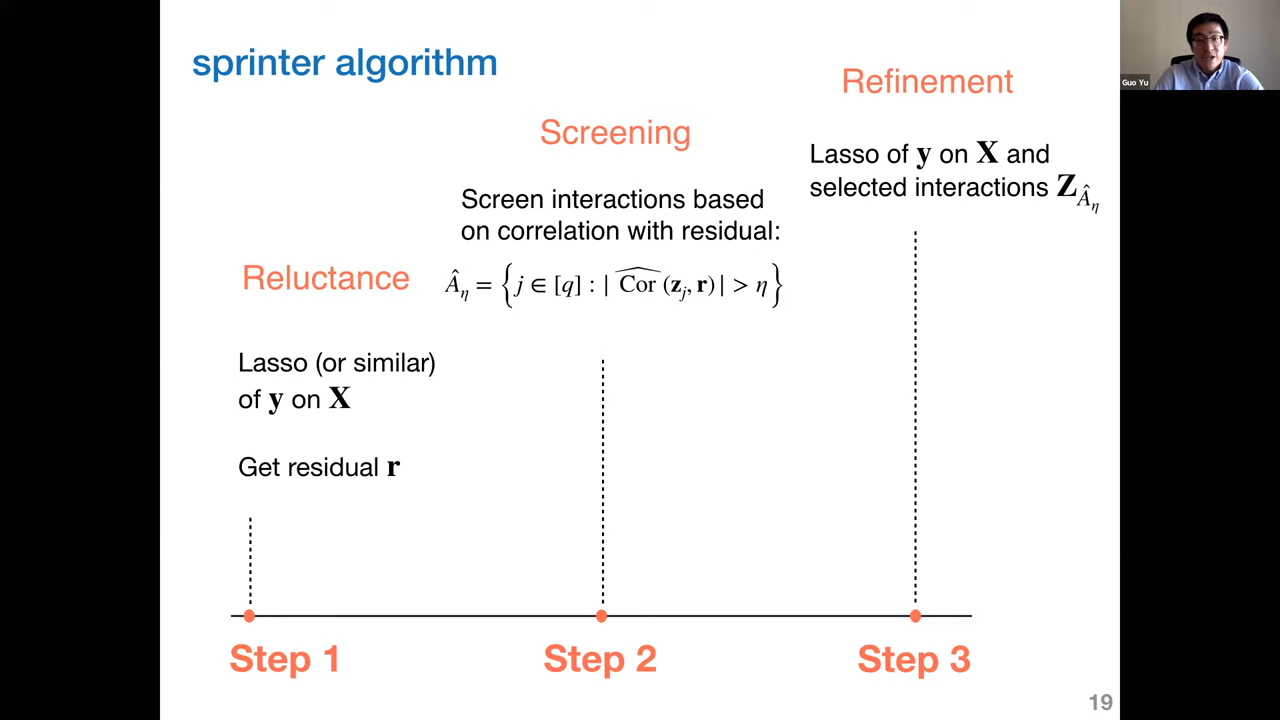 sprinter algorithm
Guo Yu
Reluctance
Lasso (or similar)
of y on X
Get residual r
Screening
Screen interactions based
on correlation with residual:
Â_η = { j ∈ [q] : | \widehat{Cor} (z_j, r) | > η }
Refinement
Lasso of y on X and
selected interactions Z_{Â_η}
Step 1
Step 2
Step 3
19